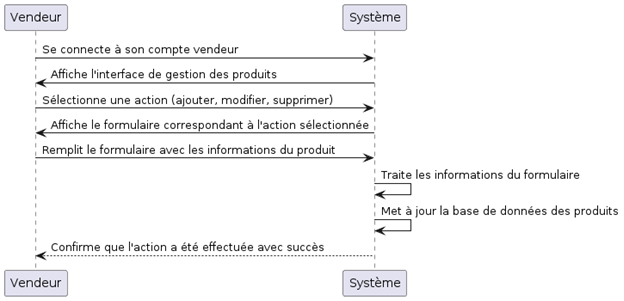 Vendeur
Système
Se connecte à son compte vendeur
Affiche l'interface de gestion des produits
Sélectionne une action (ajouter, modifier, supprimer)
Affiche le formulaire correspondant à l'action sélectionnée
Remplit le formulaire avec les informations du produit
Traite les informations du formulaire
Met à jour la base de données des produits
Confirme que l'action a été effectuée avec succès
Vendeur
Système